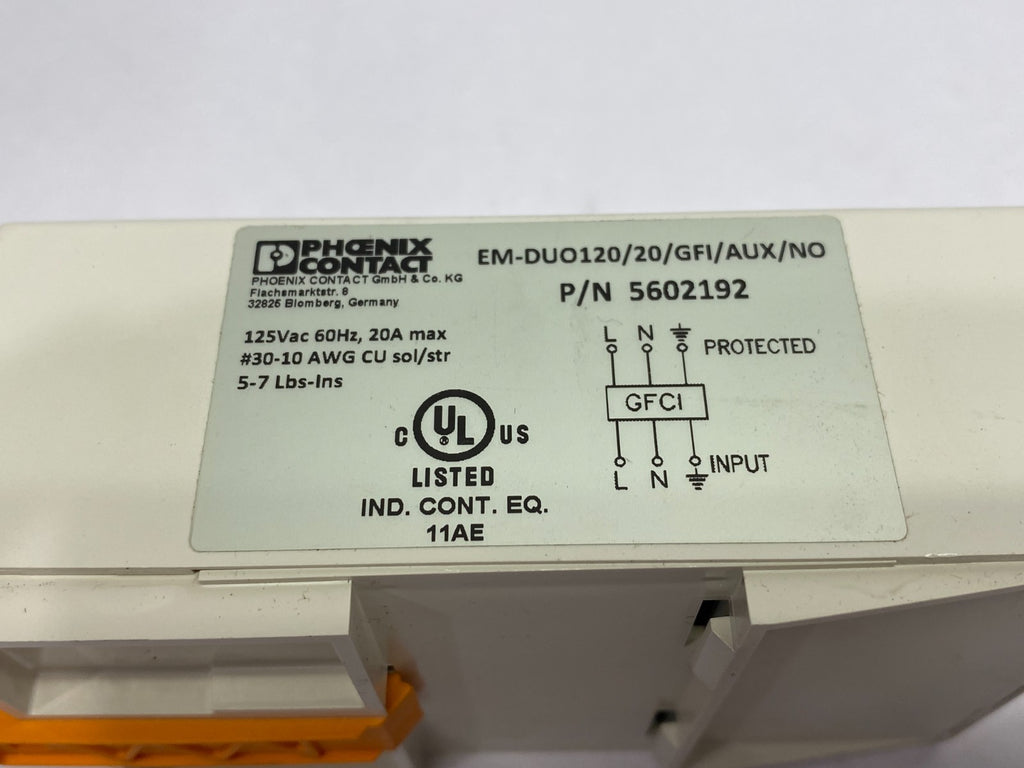 PHŒNIX
CONTACT
PHOENIX CONTACT GmbH & Co. KG
Flachsmarktstr. 8
32825 Blomberg, Germany
EM-DUO120/20/GFI/AUX/NO
P/N 5602192
125Vac 60Hz, 20A max
#30-10 AWG CU sol/str
5-7 Lbs-Ins
L N PROTECTED
GFCI
L N INPUT
C UL ® US
LISTED
IND. CONT. EQ.
11AE